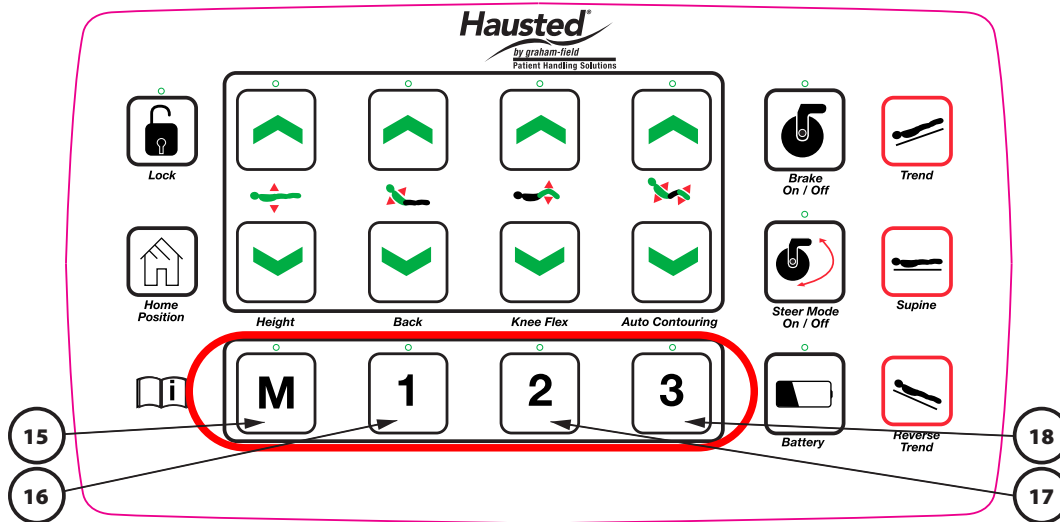 Hausted®
by graham-field
Patient Handling Solutions
Lock
Brake
On / Off
Trend
Home
Position
Height
Back
Knee Flex
Auto Contouring
Steer Mode
On / Off
Supine
i
M
1
2
3
Battery
Reverse
Trend
15
16
18
17